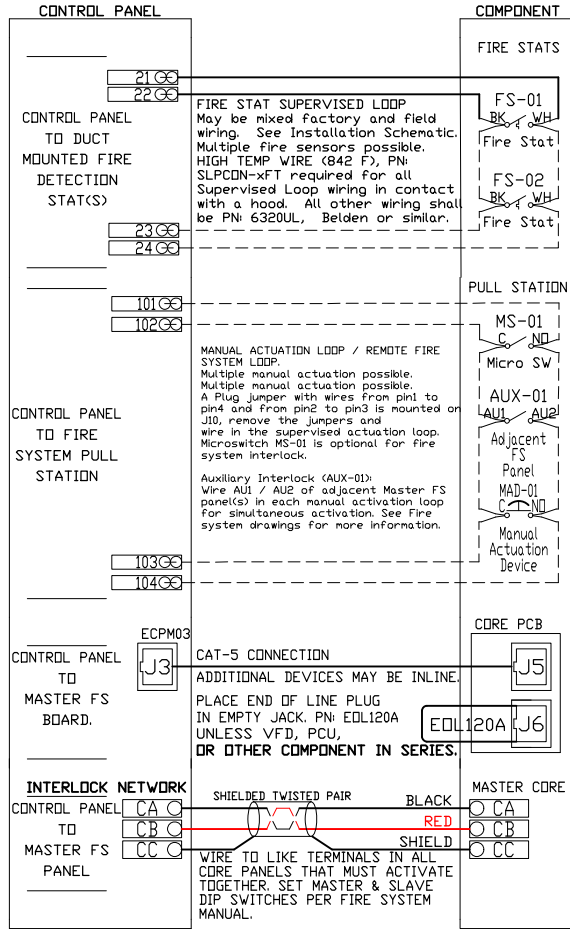 CONTROL PANEL
COMPONENT
FIRE STATS
21
22
CONTROL PANEL
TO DUCT
MOUNTED FIRE
DETECTION
STAT(S)
FIRE STAT SUPERVISED LOOP
May be mixed factory and field
wiring. See Installation Schematic.
Multiple fire sensors possible.
HIGH TEMP WIRE (842 F), PN:
SLPCON-xFT required for all
Supervised Loop wiring in contact
with a hood. All other wiring shall
be PN: 6320UL, Belden or similar.
FS-01
BK WH
Fire Stat
FS-02
BK WH
Fire Stat
23
24
PULL STATION
101
102
CONTROL PANEL
TO FIRE
SYSTEM PULL
STATION
MANUAL ACTUATION LOOP / REMOTE FIRE
SYSTEM LOOP.
Multiple manual actuation possible.
Multiple manual actuation possible.
A Plug jumper with wires from pin1 to
pin4 and from pin2 to pin3 is mounted on
J10, remove the jumpers and
wire in the supervised actuation loop.
Microswitch MS-01 is optional for fire
system interlock.
Auxiliary Interlock (AUX-01):
Wire AU1 / AU2 of adjacent Master FS
panel(s) in each manual activation loop
for simultaneous activation. See Fire
system drawings for more information.
MS-01
C NO
Micro SW
AUX-01
AU1 AU2
Adjacent
FS
Panel
MAD-01
C NO
Manual
Actuation
Device
103
104
ECPM03
CORE PCB
CONTROL PANEL
TO
MASTER FS
BOARD.
J3
CAT-5 CONNECTION
ADDITIONAL DEVICES MAY BE INLINE.
J5
PLACE END OF LINE PLUG
IN EMPTY JACK. PN: EOL120A
UNLESS VFD, PCU,
OR OTHER COMPONENT IN SERIES.
EOL120A
J6
INTERLOCK NETWORK
MASTER CORE
CONTROL PANEL
TO
MASTER FS
PANEL
CA
CB
CC
SHIELDED TWISTED PAIR
BLACK
RED
SHIELD
CA
CB
CC
WIRE TO LIKE TERMINALS IN ALL
CORE PANELS THAT MUST ACTIVATE
TOGETHER. SET MASTER & SLAVE
DIP SWITCHES PER FIRE SYSTEM
MANUAL.